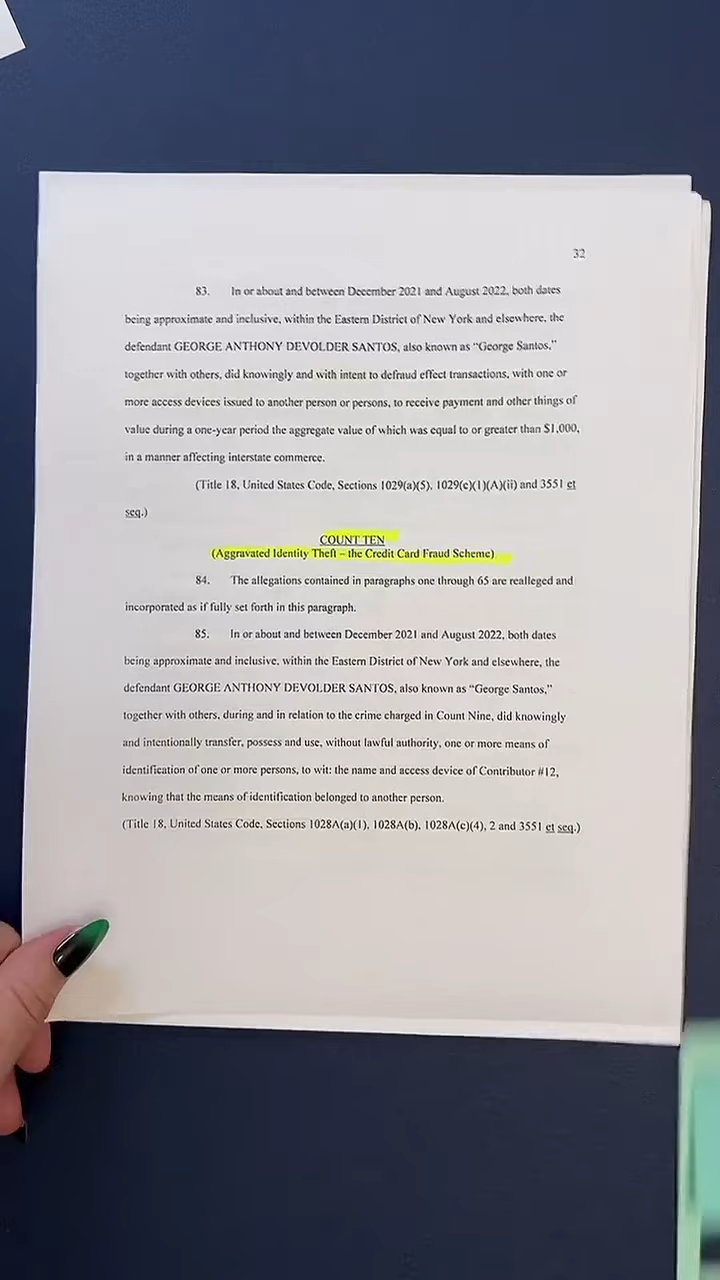 32
83. In or about and between December 2021 and August 2022, both dates
being approximate and inclusive, within the Eastern District of New York and elsewhere, the
defendant GEORGE ANTHONY DEVOLDER SANTOS, also known as “George Santos,”
together with others, did knowingly and with intent to defraud effect transactions, with one or
more access devices issued to another person or persons, to receive payment and other things of
value during a one-year period the aggregate value of which was equal to or greater than $1,000,
in a manner affecting interstate commerce.
(Title 18, United States Code, Sections 1029(a)(5), 1029(c)(1)(A)(ii) and 3551 et
seq.)
COUNT TEN
(Aggravated Identity Theft – the Credit Card Fraud Scheme)
84. The allegations contained in paragraphs one through 65 are realleged and
incorporated as if fully set forth in this paragraph.
85. In or about and between December 2021 and August 2022, both dates
being approximate and inclusive, within the Eastern District of New York and elsewhere, the
defendant GEORGE ANTHONY DEVOLDER SANTOS, also known as “George Santos,”
together with others, during and in relation to the crime charged in Count Nine, did knowingly
and intentionally transfer, possess and use, without lawful authority, one or more means of
identification of one or more persons, to wit: the name and access device of Contributor #12,
knowing that the means of identification belonged to another person.
(Title 18, United States Code, Sections 1028A(a)(1), 1028A(b), 1028A(c)(4), 2 and 3551 et seq.)